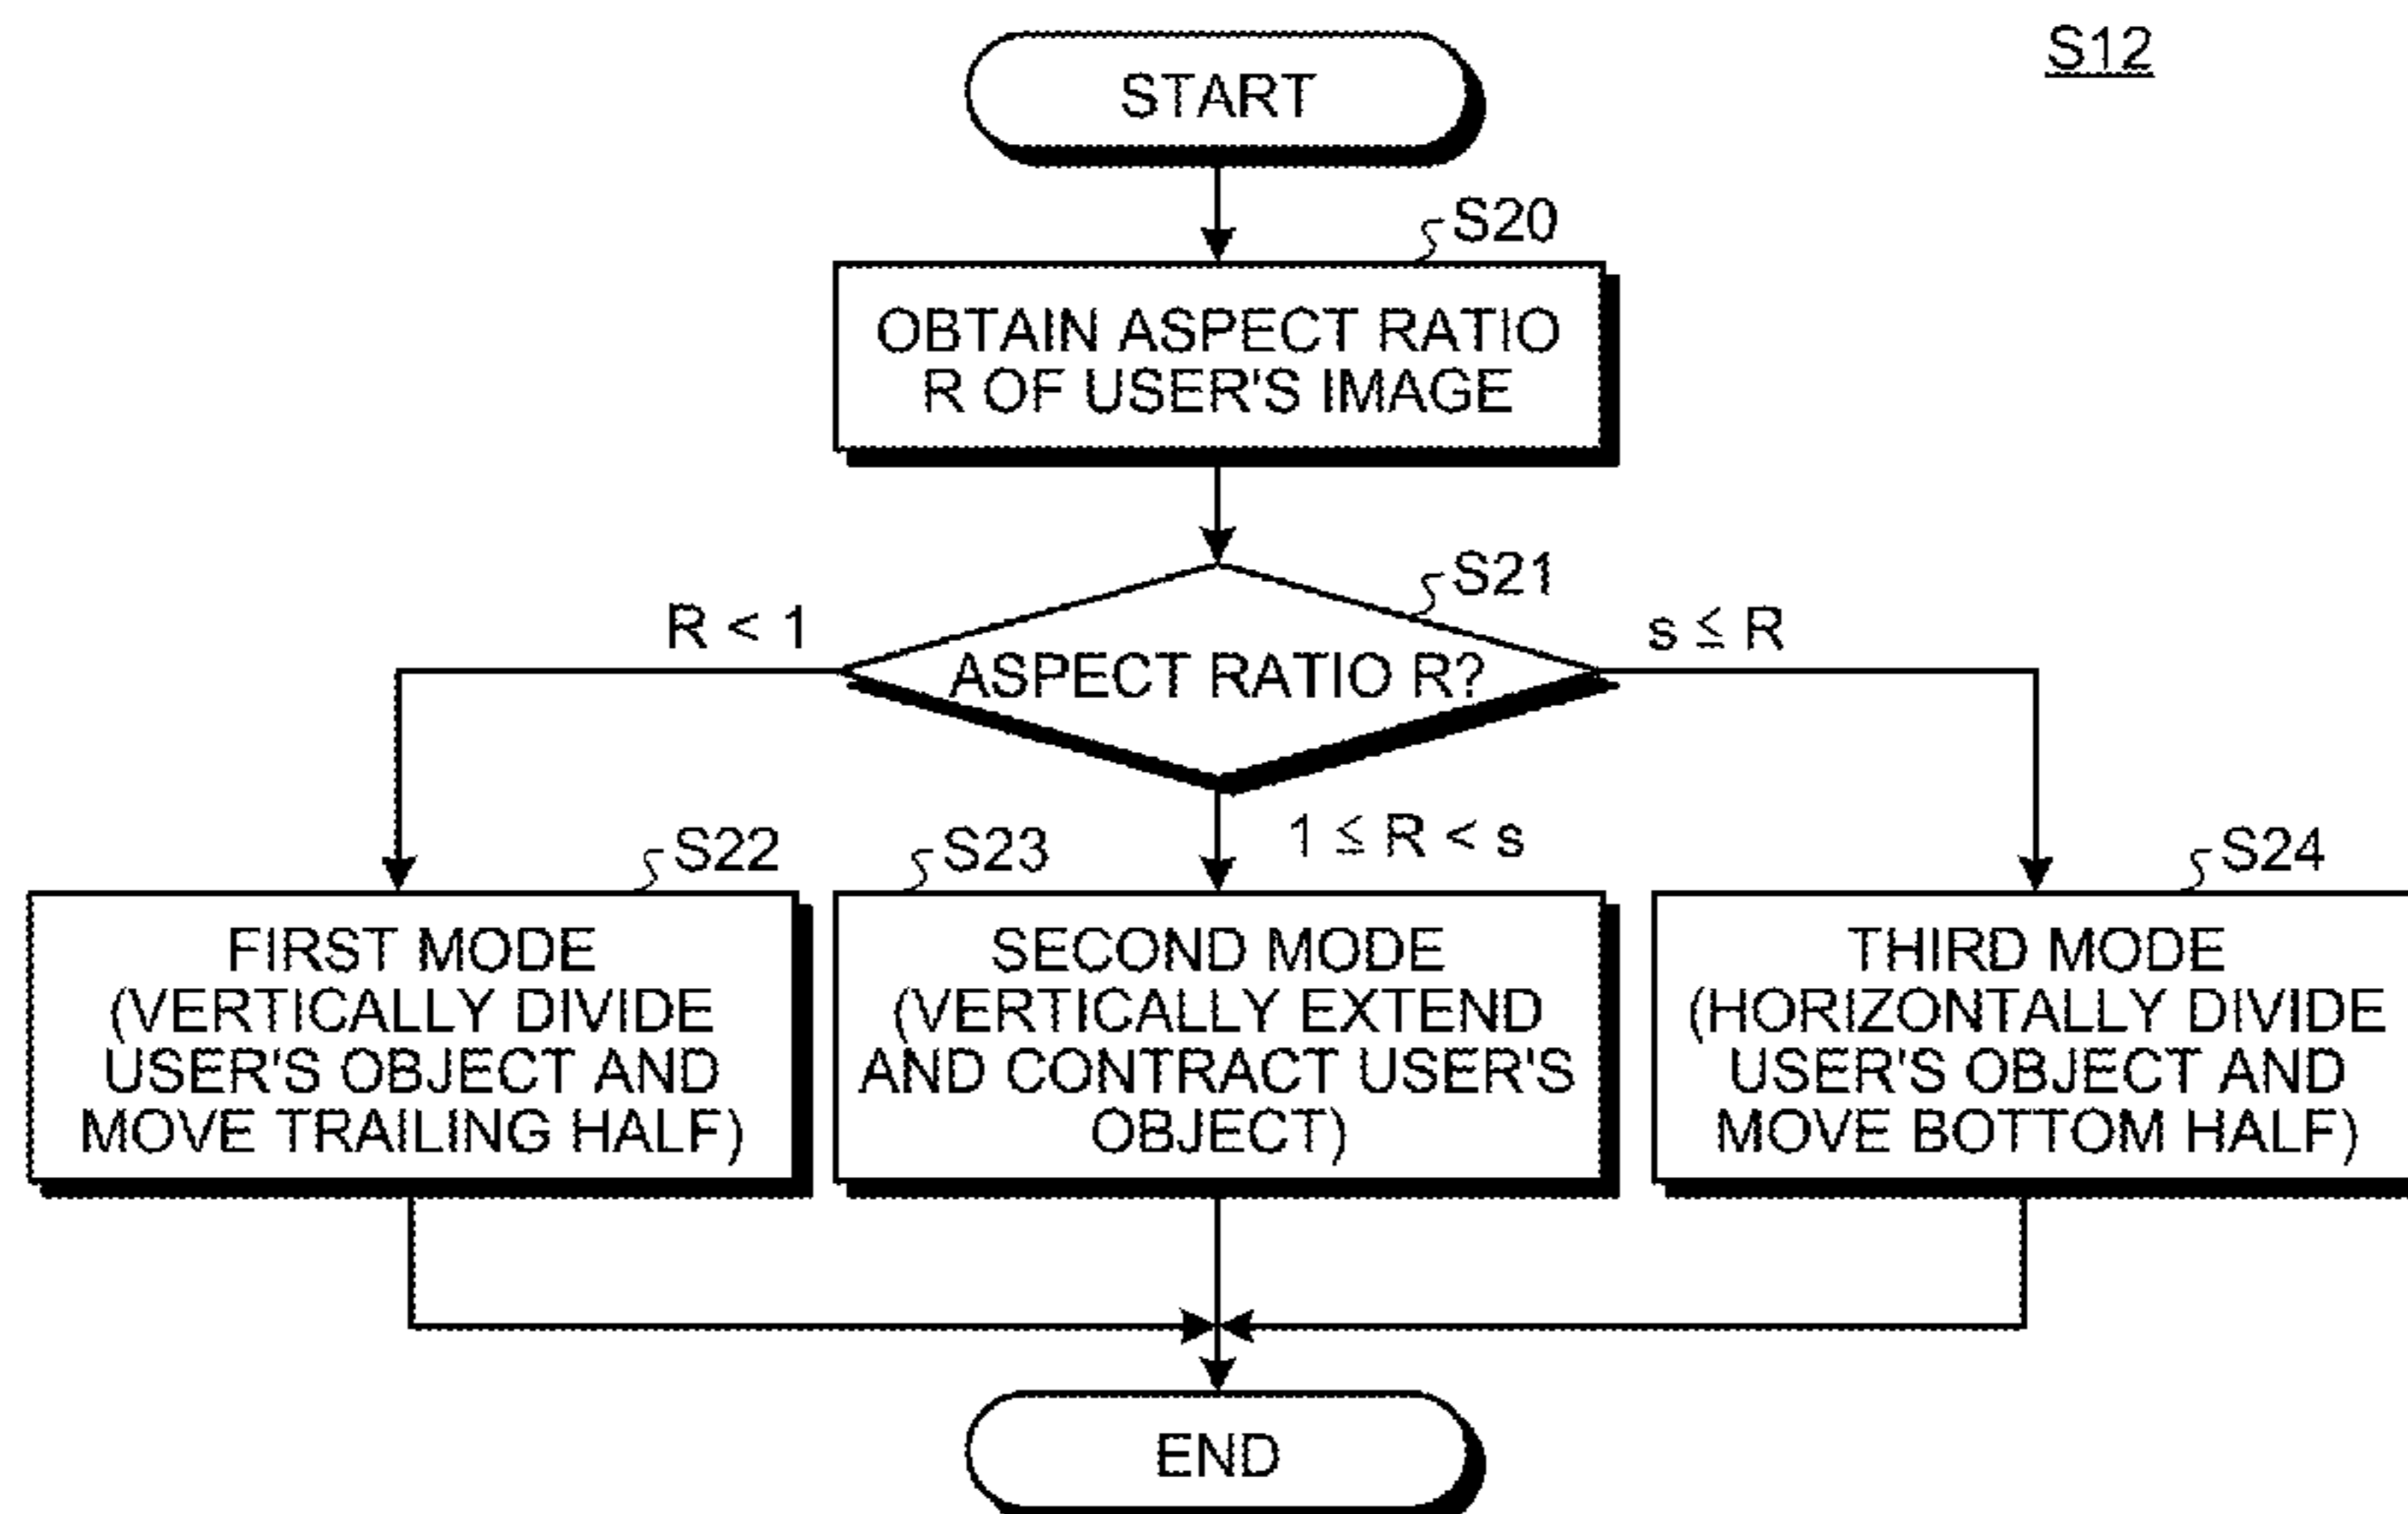 S12
START
S20
OBTAIN ASPECT RATIO
R OF USER'S IMAGE
S21
R < 1
s ≤ R
ASPECT RATIO R?
1 ≤ R < s
S22
FIRST MODE
(VERTICALLY DIVIDE
USER'S OBJECT AND
MOVE TRAILING HALF)
S23
SECOND MODE
(VERTICALLY EXTEND
AND CONTRACT USER'S
OBJECT)
S24
THIRD MODE
(HORIZONTALLY DIVIDE
USER'S OBJECT AND
MOVE BOTTOM HALF)
END